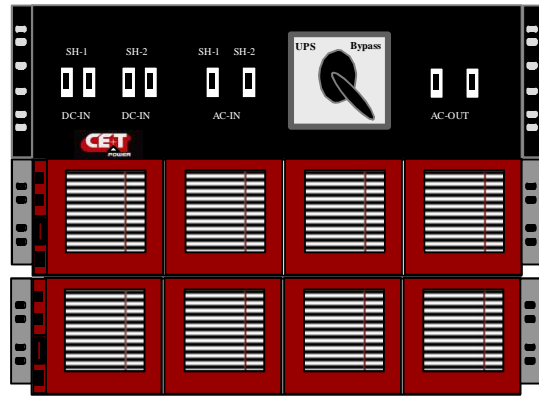 SH-1 SH-2 SH-1 SH-2 UPS Bypass
DC-IN DC-IN AC-IN AC-OUT
CE+T
POWER